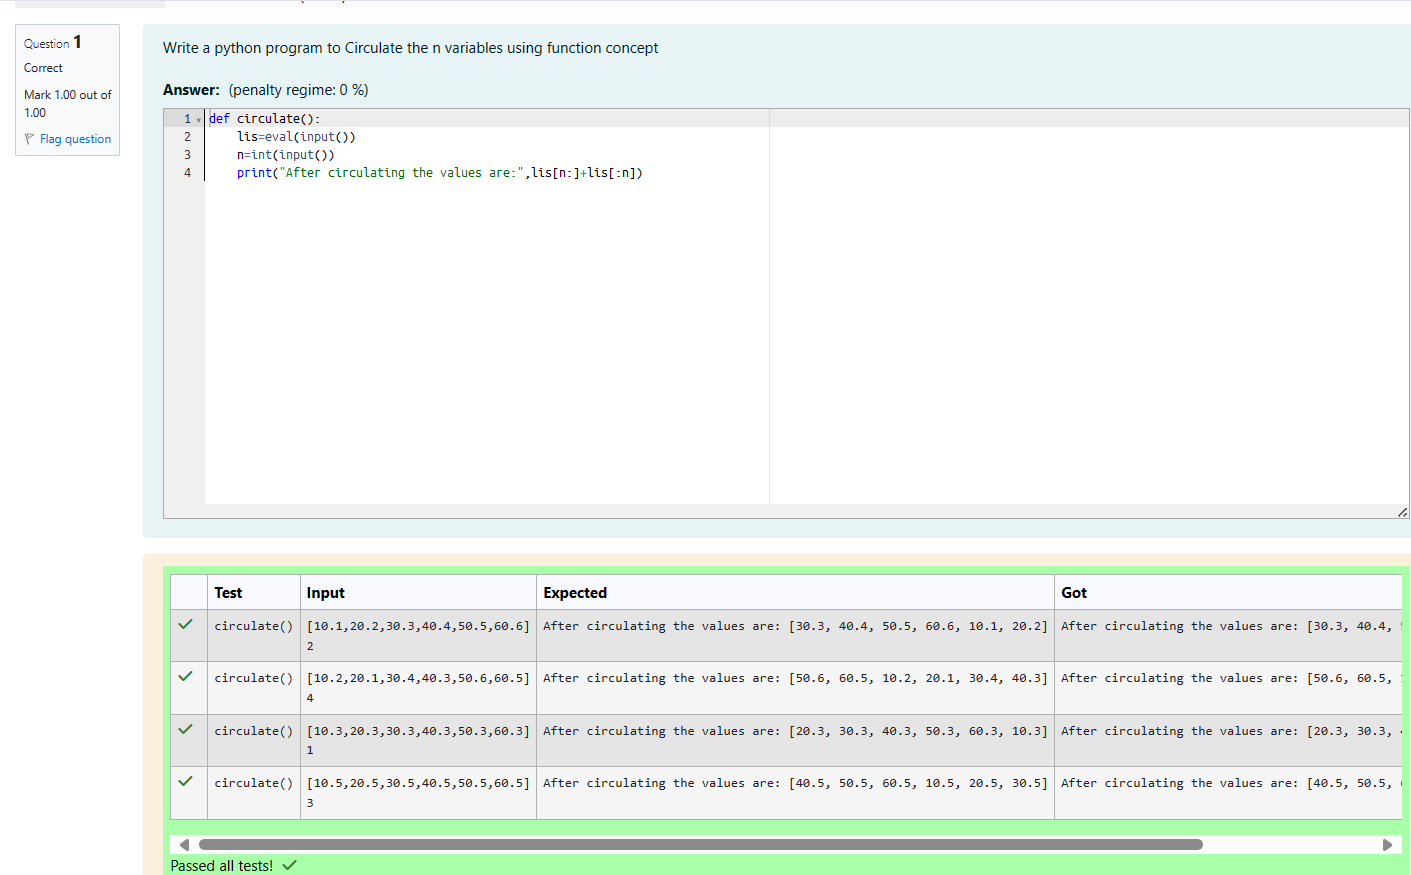 Question 1
Correct
Mark 1.00 out of
1.00
Flag question
Write a python program to Circulate the n variables using function concept
Answer: (penalty regime: 0 %)
1 def circulate():
2 lis=eval(input())
3 n=int(input())
4 print("After circulating the values are:",lis[n:]+lis[:n])
Test Input Expected Got
circulate() [10.1,20.2,30.3,40.4,50.5,60.6] After circulating the values are: [30.3, 40.4, 50.5, 60.6, 10.1, 20.2] After circulating the values are: [30.3, 40.4,
2
circulate() [10.2,20.1,30.4,40.3,50.6,60.5] After circulating the values are: [50.6, 60.5, 10.2, 20.1, 30.4, 40.3] After circulating the values are: [50.6, 60.5,
4
circulate() [10.3,20.3,30.3,40.3,50.3,60.3] After circulating the values are: [20.3, 30.3, 40.3, 50.3, 60.3, 10.3] After circulating the values are: [20.3, 30.3,
1
circulate() [10.5,20.5,30.5,40.5,50.5,60.5] After circulating the values are: [40.5, 50.5, 60.5, 10.5, 20.5, 30.5] After circulating the values are: [40.5, 50.5,
3
Passed all tests!